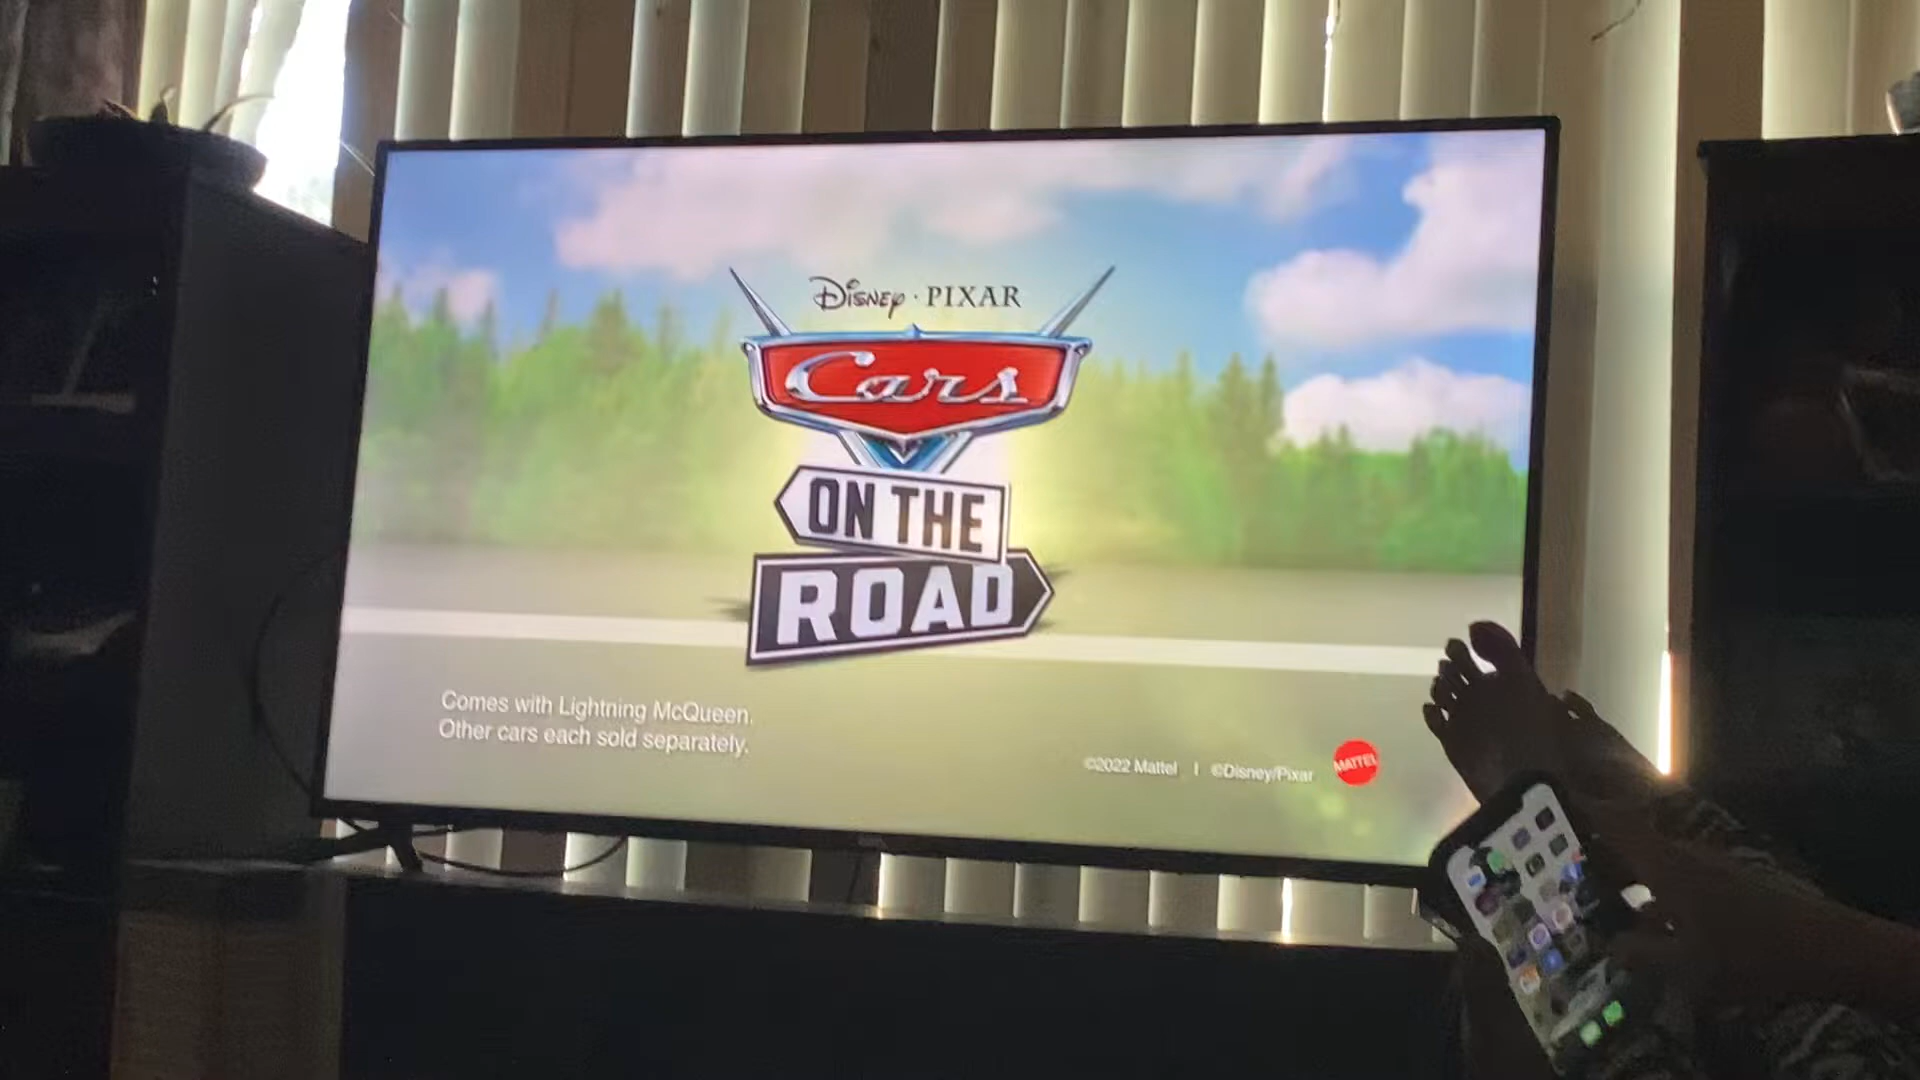 Disney · PIXAR
Cars
ON THE
ROAD
Comes with Lightning McQueen.
Other cars each sold separately.
©2022 Mattel | ©Disney/Pixar
MATTEL